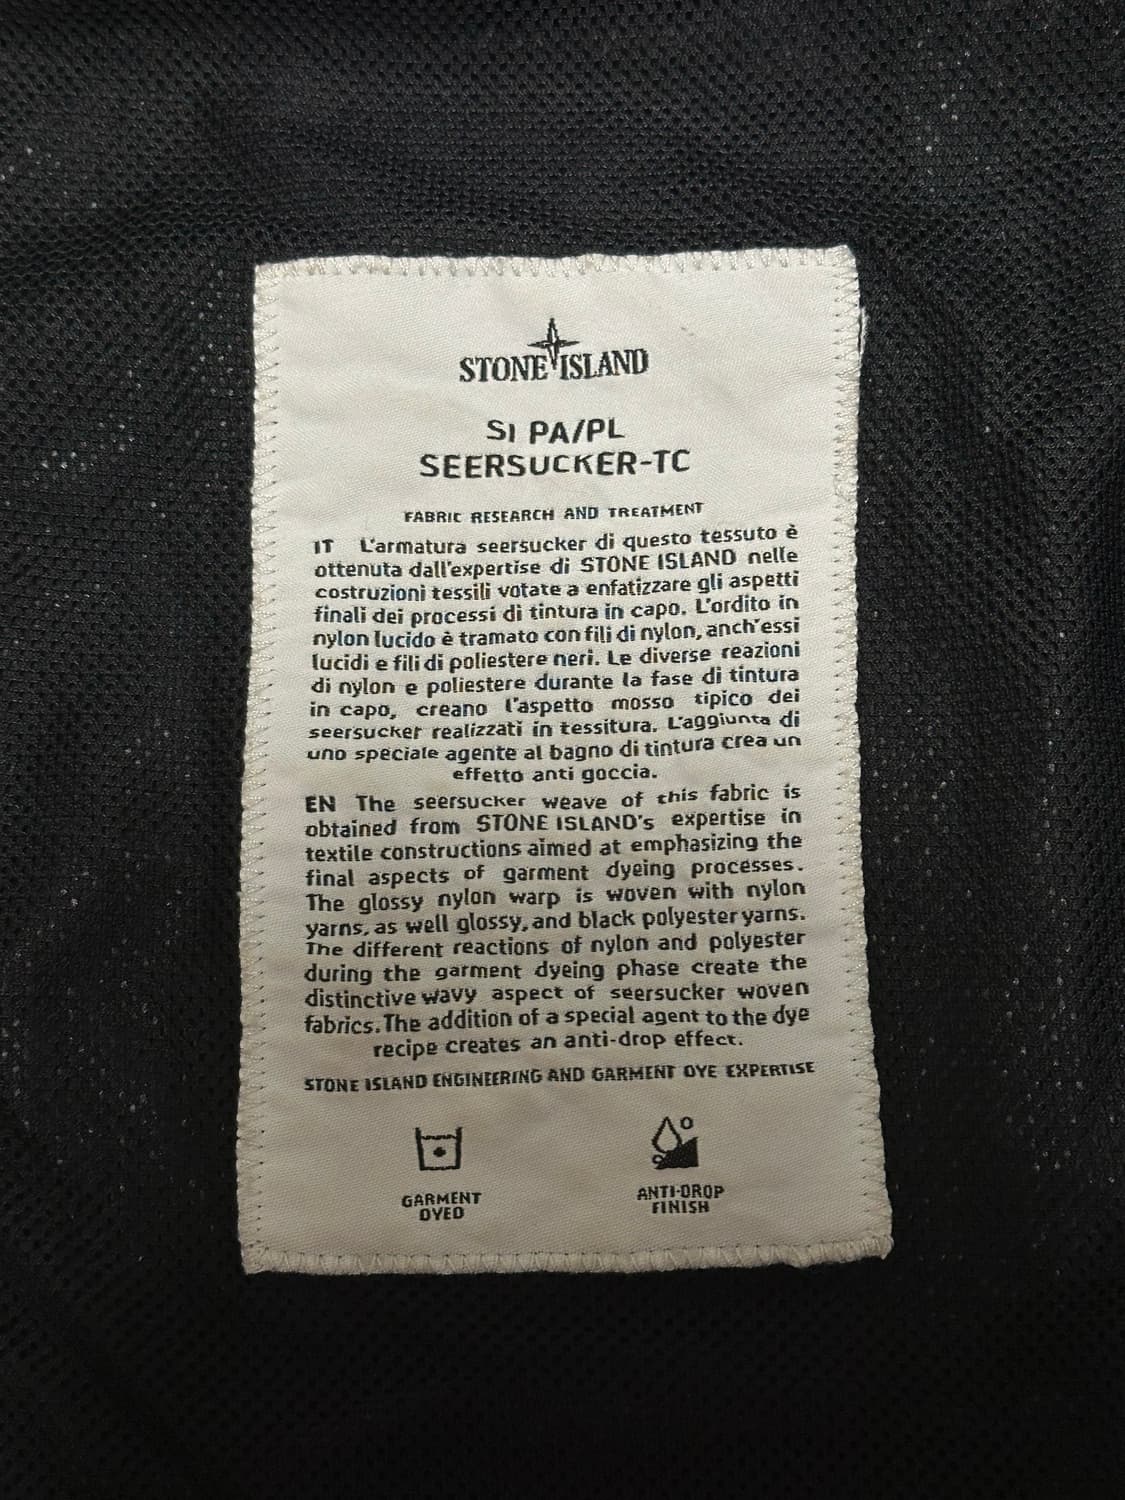 STONE ISLAND
SI PA/PL
SEERSUCKER-TC
FABRIC RESEARCH AND TREATMENT
IT L'armatura seersucker di questo tessuto è
ottenuta dall'expertise di STONE ISLAND nelle
costruzioni tessili votate a enfatizzare gli aspetti
finali dei processi di tintura in capo. L'ordito in
nylon lucido è tramato con fili di nylon, anch'essi
lucidi e fili di poliestere neri. Le diverse reazioni
di nylon e poliestere durante la fase di tintura
in capo, creano l'aspetto mosso tipico dei
seersucker realizzati in tessitura. L'aggiunta di
uno speciale agente al bagno di tintura crea un
effetto anti goccia.
EN The seersucker weave of this fabric is
obtained from STONE ISLAND's expertise in
textile constructions aimed at emphasizing the
final aspects of garment dyeing processes.
The glossy nylon warp is woven with nylon
yarns, as well glossy, and black polyester yarns.
The different reactions of nylon and polyester
during the garment dyeing phase create the
distinctive wavy aspect of seersucker woven
fabrics. The addition of a special agent to the dye
recipe creates an anti-drop effect.
STONE ISLAND ENGINEERING AND GARMENT DYE EXPERTISE
GARMENT
DYED
ANTI-DROP
FINISH